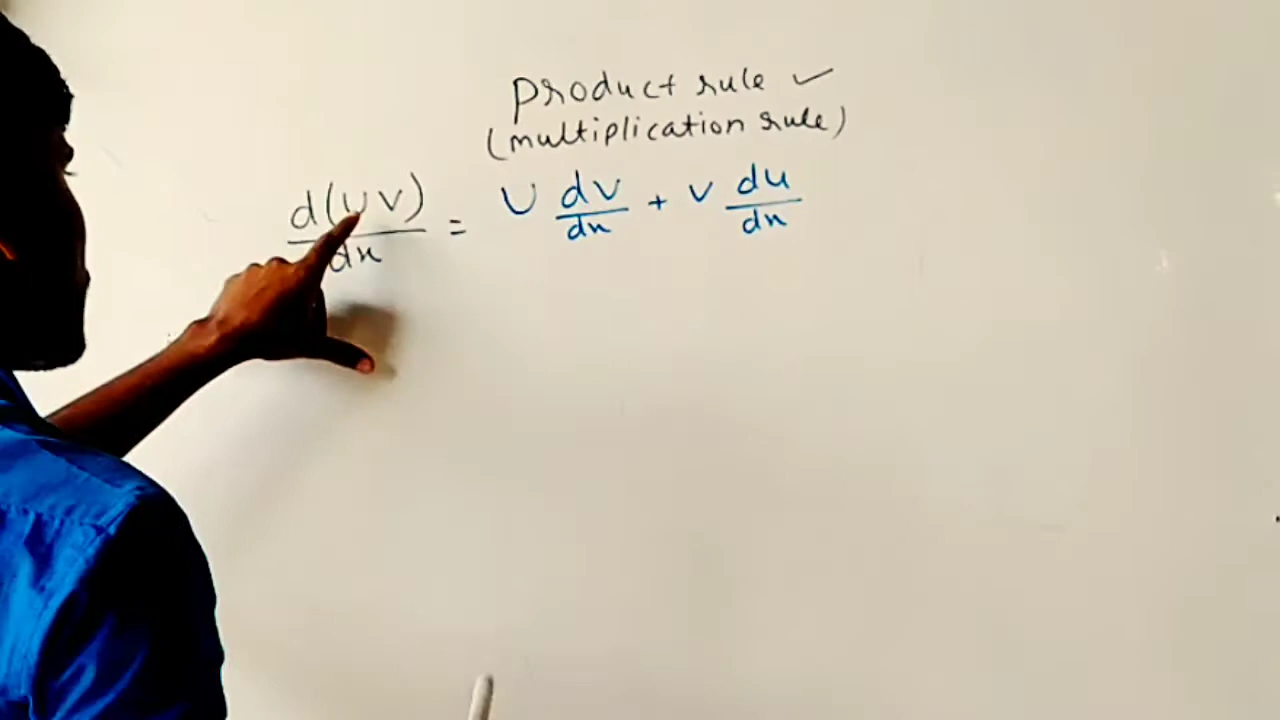 Product rule ✓
(multiplication rule)
d(UV)/dx = U dv/dx + v du/dx